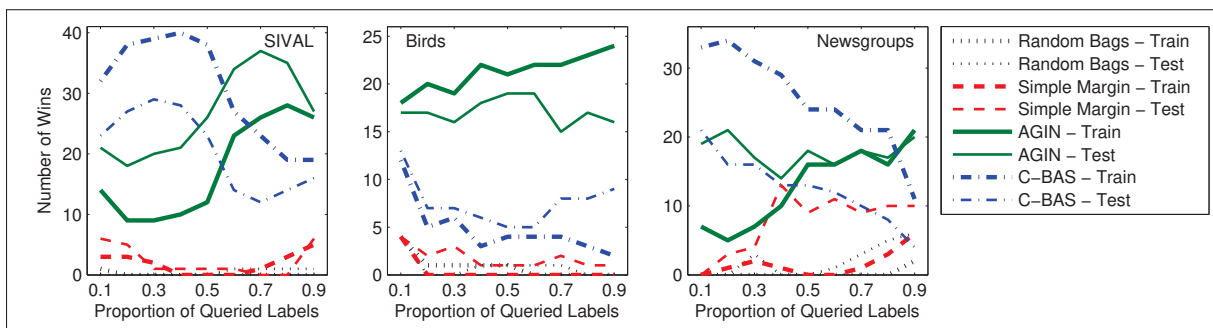 SIVAL
Number of Wins
40
30
20
10
0
0.1 0.3 0.5 0.7 0.9
Proportion of Queried Labels
Birds
25
20
15
10
5
0
0.1 0.3 0.5 0.7 0.9
Proportion of Queried Labels
Newsgroups
40
30
20
10
0
0.1 0.3 0.5 0.7 0.9
Proportion of Queried Labels
Random Bags – Train
Random Bags – Test
Simple Margin – Train
Simple Margin – Test
AGIN – Train
AGIN – Test
C–BAS – Train
C–BAS – Test